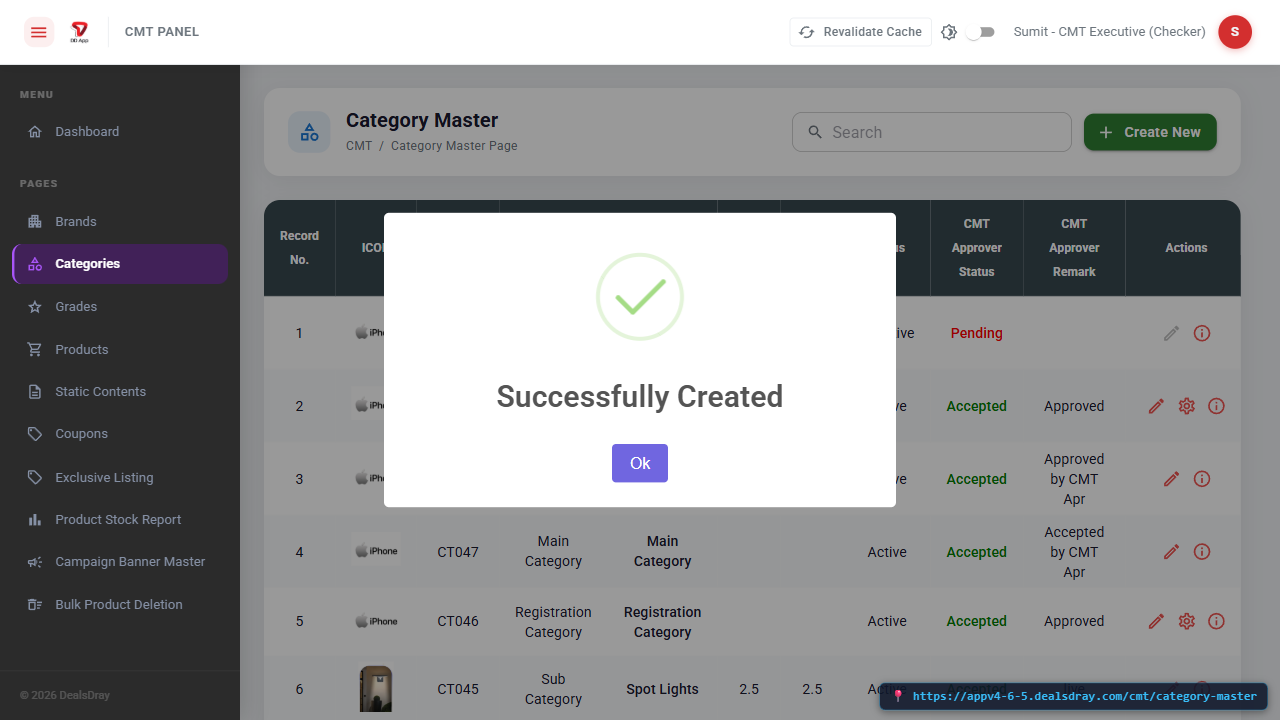 DD App
CMT PANEL
Revalidate Cache
Sumit - CMT Executive (Checker)
S
MENU
Dashboard
PAGES
Brands
Categories
Grades
Products
Static Contents
Coupons
Exclusive Listing
Product Stock Report
Campaign Banner Master
Bulk Product Deletion
© 2026 DealsDray
Category Master
CMT / Category Master Page
Search
Create New
Record
No.
CMT
Approver
Status
CMT
Approver
Remark
Actions
1
Pending
2
Accepted
Approved
3
Accepted
Approved
by CMT
Apr
4
iPhone
CT047
Main
Category
Main
Category
Active
Accepted
Accepted
by CMT
Apr
5
iPhone
CT046
Registration
Category
Registration
Category
Active
Accepted
Approved
6
CT045
Sub
Category
Spot Lights
2.5
2.5
Successfully Created
Ok
https://appv4-6-5.dealsdray.com/cmt/category-master